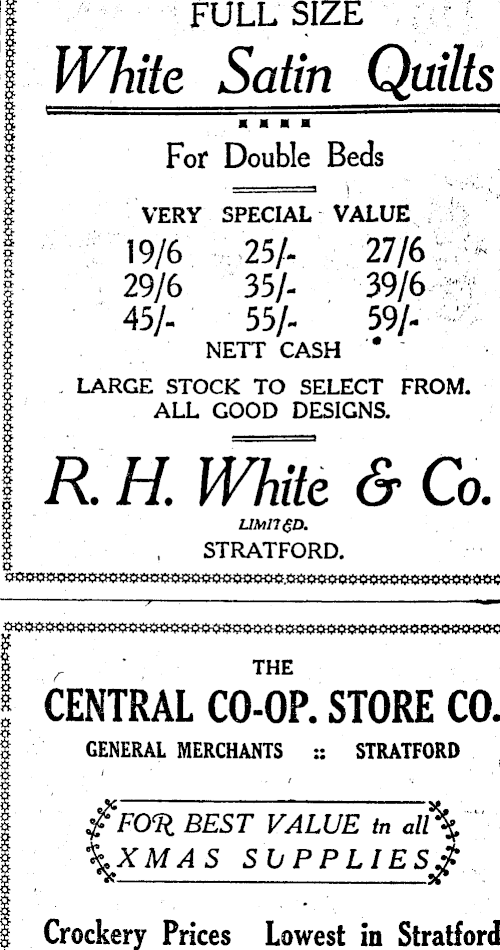 FULL SIZE
White Satin Quilts
For Double Beds
VERY SPECIAL VALUE
19/6 25/- 27/6
29/6 35/- 39/6
45/- 55/- 59/-
NETT CASH
LARGE STOCK TO SELECT FROM.
ALL GOOD DESIGNS.
R. H. White & Co.
LIMITED.
STRATFORD.
THE
CENTRAL CO-OP. STORE CO.
GENERAL MERCHANTS :: STRATFORD
FOR BEST VALUE in all
XMAS SUPPLIES
Crockery Prices Lowest in Stratford